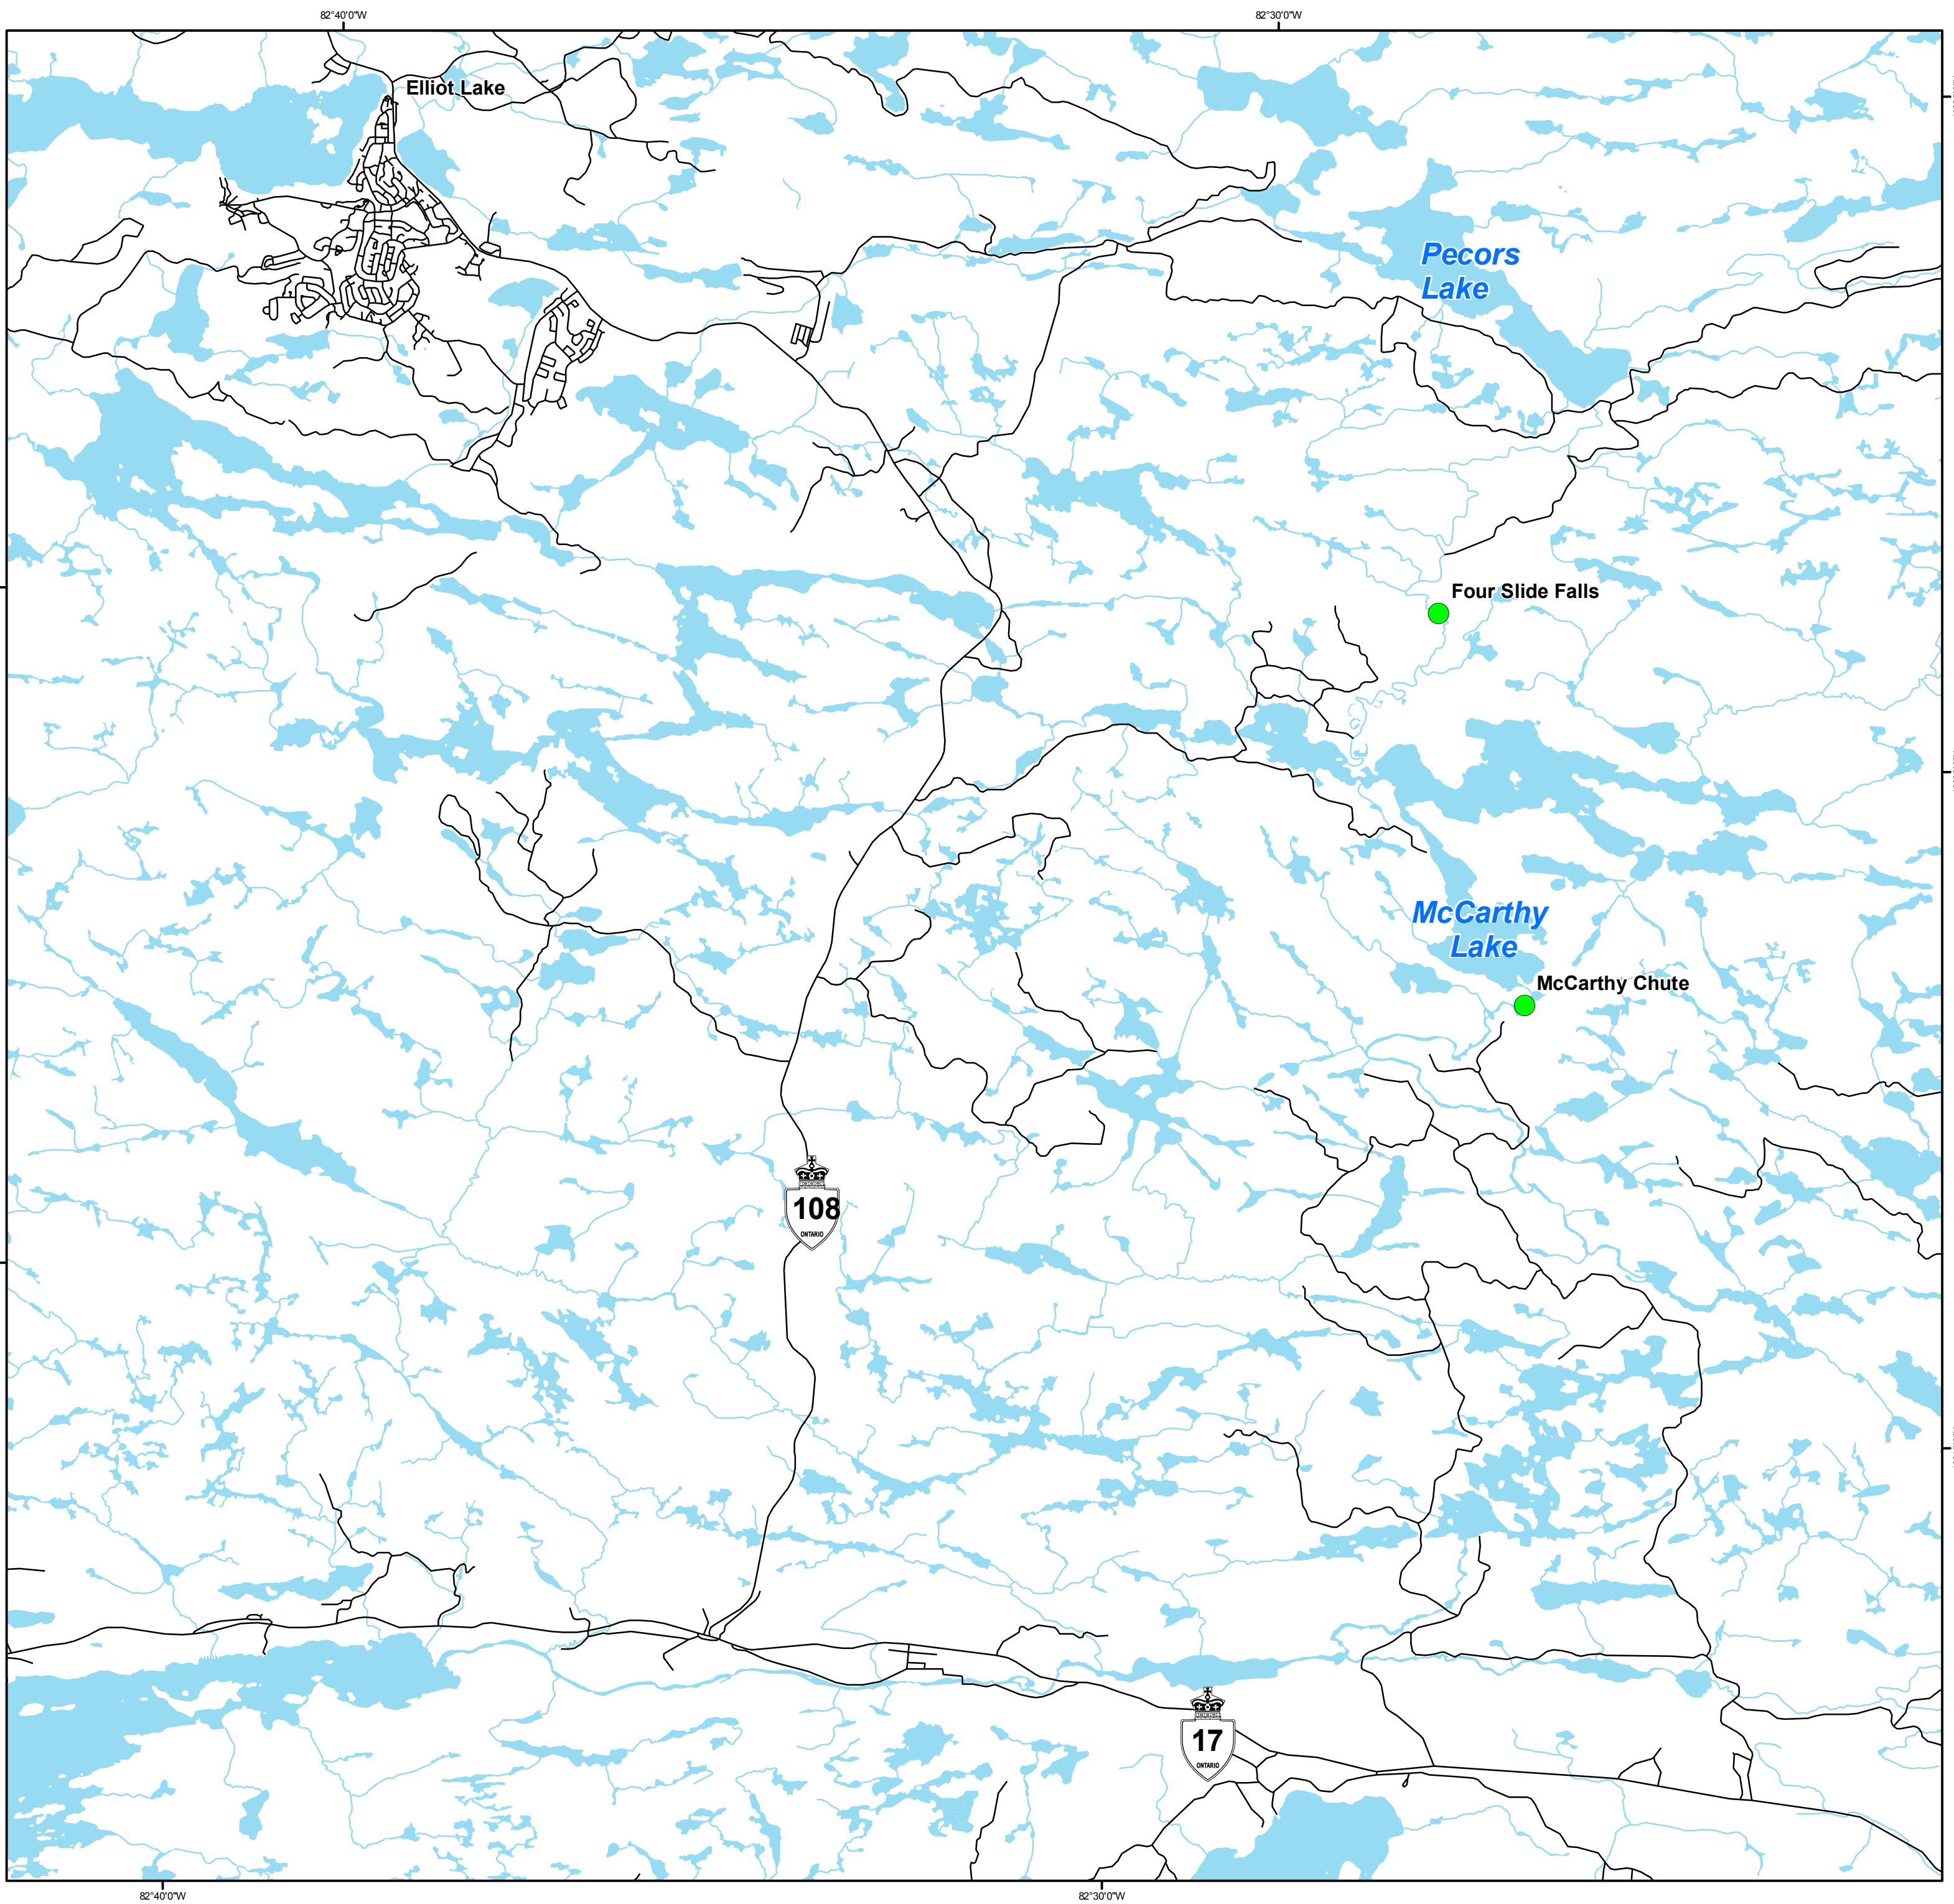 82°40'0"W
82°30'0"W
Elliot Lake
Pecors
Lake
Four Slide Falls
McCarthy
Lake
McCarthy Chute
108
ONTARIO
17
ONTARIO
82°40'0"W
82°30'0"W